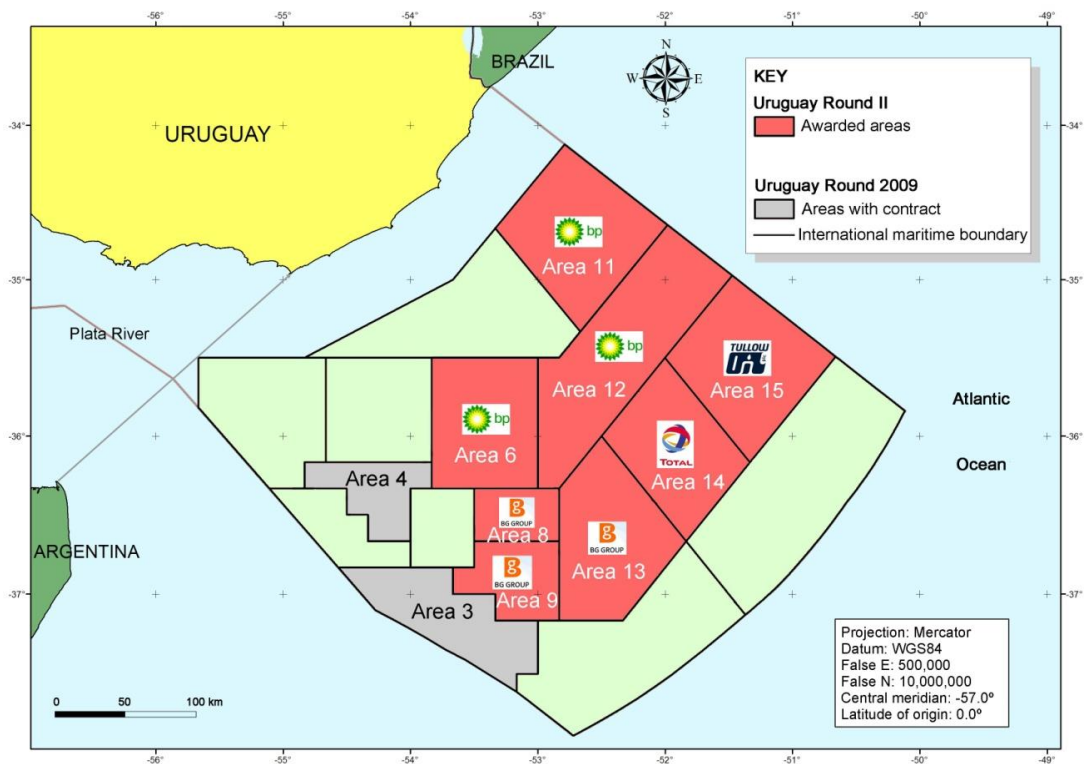 -56°
-55°
-54°
-53°
-52°
-51°
-50°
-49°
BRAZIL
N
W
E
S
KEY
Uruguay Round II
Awarded areas
Uruguay Round 2009
Areas with contract
International maritime boundary
-34°
-34°
URUGUAY
bp
Area 11
-35°
-35°
Plata River
bp
Area 12
TULLOW
OIL
Area 15
Atlantic
Ocean
bp
Area 6
-36°
-36°
TOTAL
Area 14
Area 4
BG GROUP
Area 8
BG GROUP
Area 13
ARGENTINA
BG GROUP
Area 9
-37°
-37°
Area 3
Projection: Mercator
Datum: WGS84
False E: 500,000
False N: 10,000,000
Central meridian: -57.0º
Latitude of origin: 0.0º
0 50 100 km
-56°
-55°
-54°
-53°
-52°
-51°
-50°
-49°